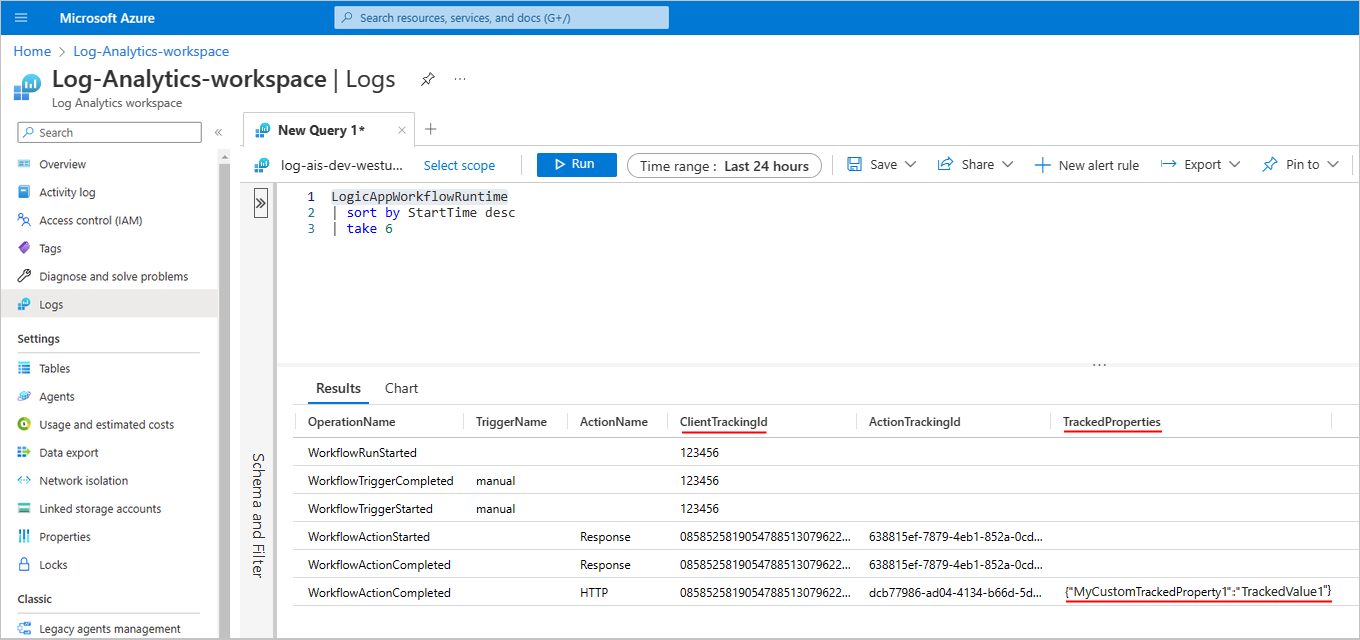 Microsoft Azure
Search resources, services, and docs (G+/)
Home > Log-Analytics-workspace
Log-Analytics-workspace | Logs
Log Analytics workspace
Search
Overview
Activity log
Access control (IAM)
Tags
Diagnose and solve problems
Logs
Settings
Tables
Agents
Usage and estimated costs
Data export
Network isolation
Linked storage accounts
Properties
Locks
Classic
Legacy agents management
New Query 1*
log-ais-dev-westu... Select scope Run Time range : Last 24 hours Save Share New alert rule Export Pin to
1 LogicAppWorkflowRuntime
2 | sort by StartTime desc
3 | take 6
Schema and Filter
Results Chart
OperationName TriggerName ActionName ClientTrackingId ActionTrackingId TrackedProperties
WorkflowRunStarted 123456
WorkflowTriggerCompleted manual 123456
WorkflowTriggerStarted manual 123456
WorkflowActionStarted Response 0858525819054788513079622... 638815ef-7879-4eb1-852a-0cd...
WorkflowActionCompleted Response 0858525819054788513079622... 638815ef-7879-4eb1-852a-0cd...
WorkflowActionCompleted HTTP 0858525819054788513079622... dcb77986-ad04-4134-b66d-5d... {"MyCustomTrackedProperty1":"TrackedValue1"}